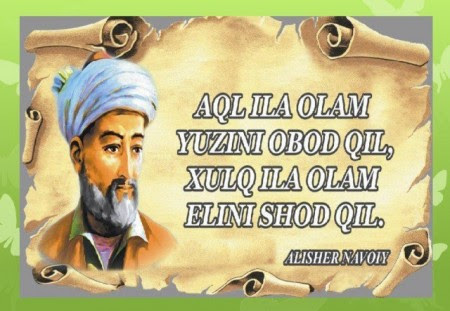 AQL ILA OLAM
YUZINI OBOD QIL,
XULQ ILA OLAM
ELINI SHOD QIL.
ALISHER NAVOIY